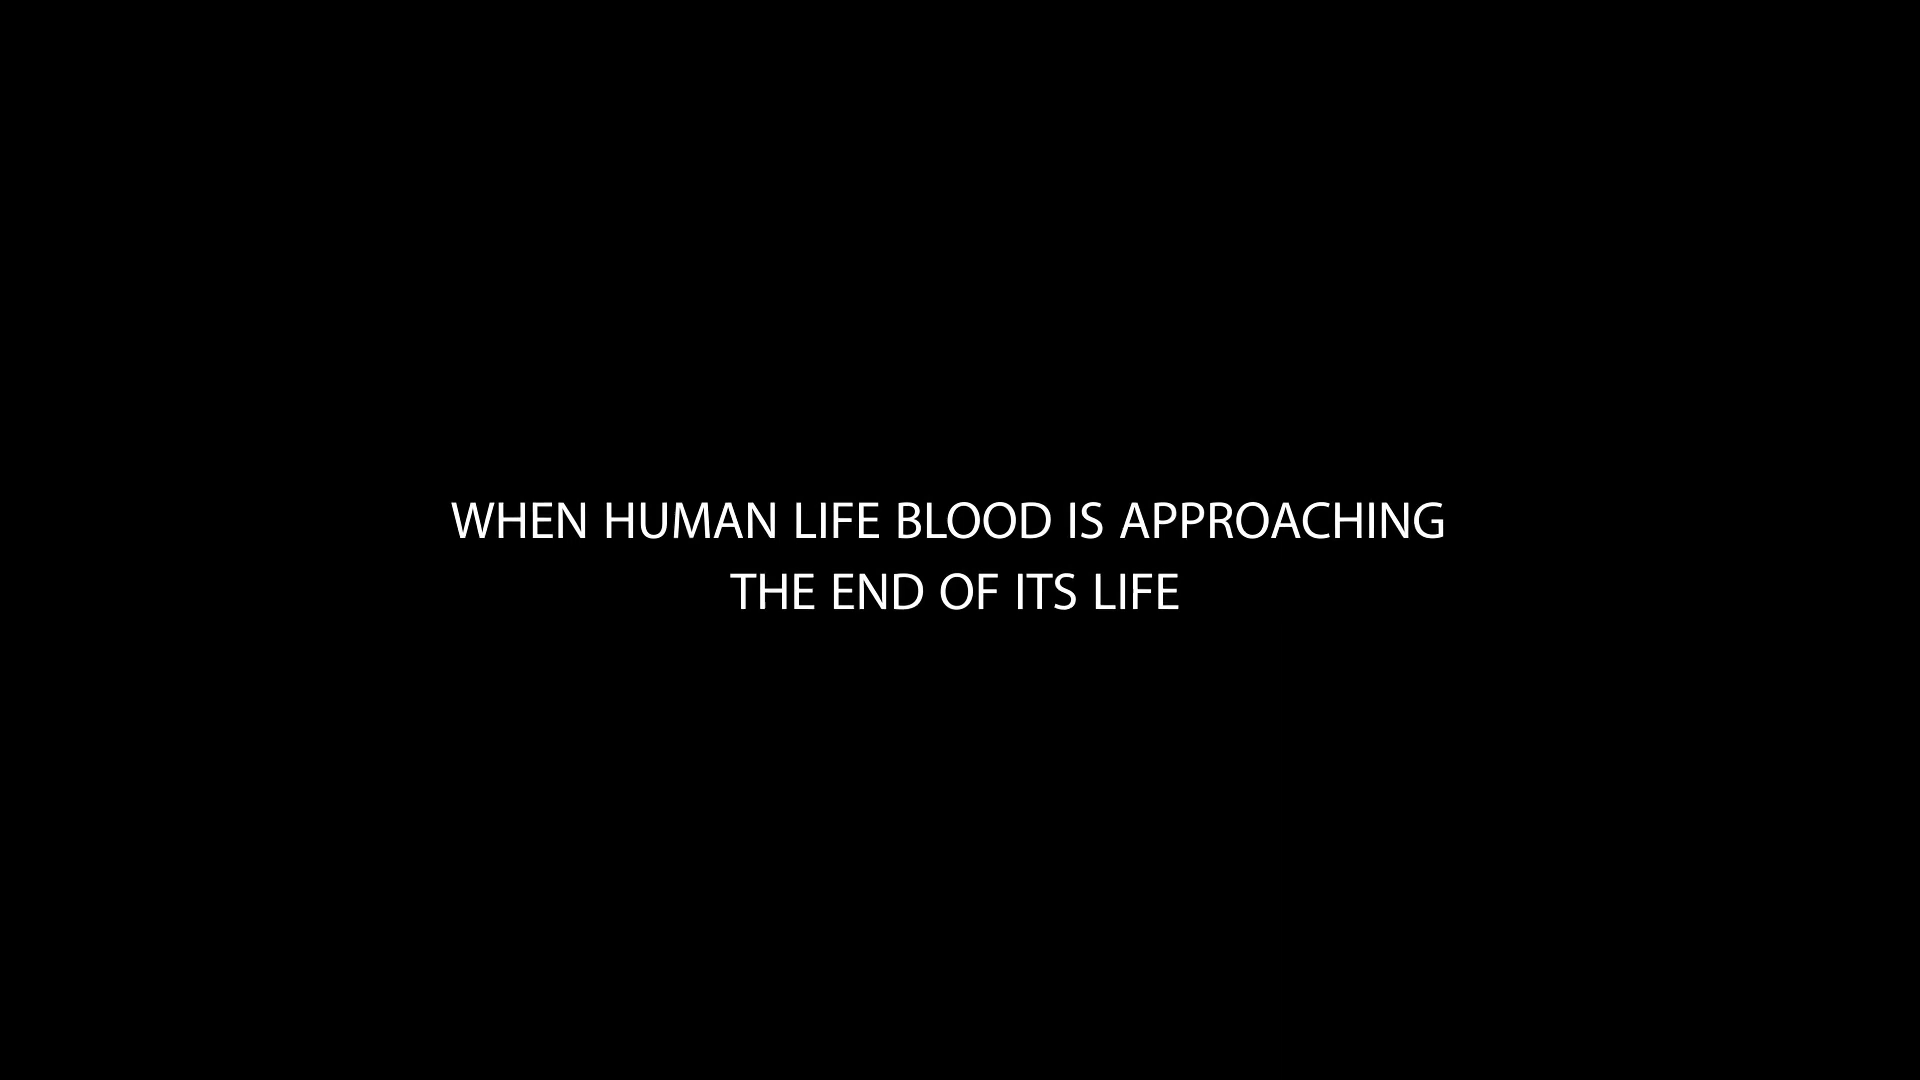 WHEN HUMAN LIFE BLOOD IS APPROACHING
THE END OF ITS LIFE